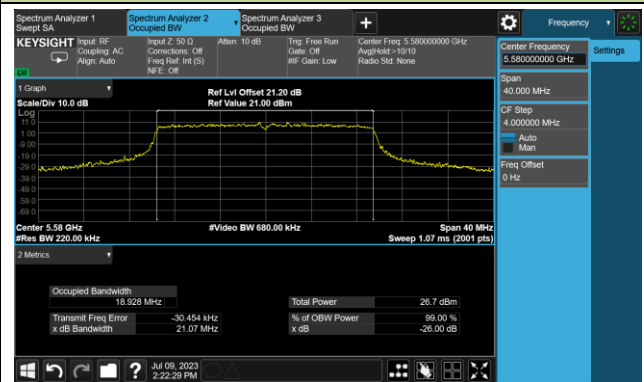 Spectrum Analyzer 1
Swept SA
Spectrum Analyzer 2
Occupied BW
Spectrum Analyzer 3
Occupied BW
+
Frequency
KEYSIGHT
Input: RF
Coupling: AC
Align: Auto
Input Z: 50 Ω
Corrections: Off
Freq Ref: Int (S)
NFE: Off
Atten: 10 dB
Trig: Free Run
Gate: Off
#IF Gain: Low
Center Freq: 5.580000000 GHz
Avg|Hold:>10/10
Radio Std: None
Center Frequency
5.580000000 GHz
Settings
Span
40.000 MHz
CF Step
4.000000 MHz
Auto
Man
Freq Offset
0 Hz
1 Graph
Scale/Div 10.0 dB
Ref Lvl Offset 21.20 dB
Ref Value 21.00 dBm
Log
11.0
1.00
-9.00
-19.0
-29.0
-39.0
-49.0
-59.0
-69.0
Center 5.58 GHz
#Res BW 220.00 kHz
#Video BW 680.00 kHz
Span 40 MHz
Sweep 1.07 ms (2001 pts)
2 Metrics
Occupied Bandwidth
18.928 MHz
Total Power
26.7 dBm
Transmit Freq Error
-30.454 kHz
% of OBW Power
99.00 %
x dB Bandwidth
21.07 MHz
x dB
-26.00 dB
?
Jul 09, 2023
2:22:29 PM